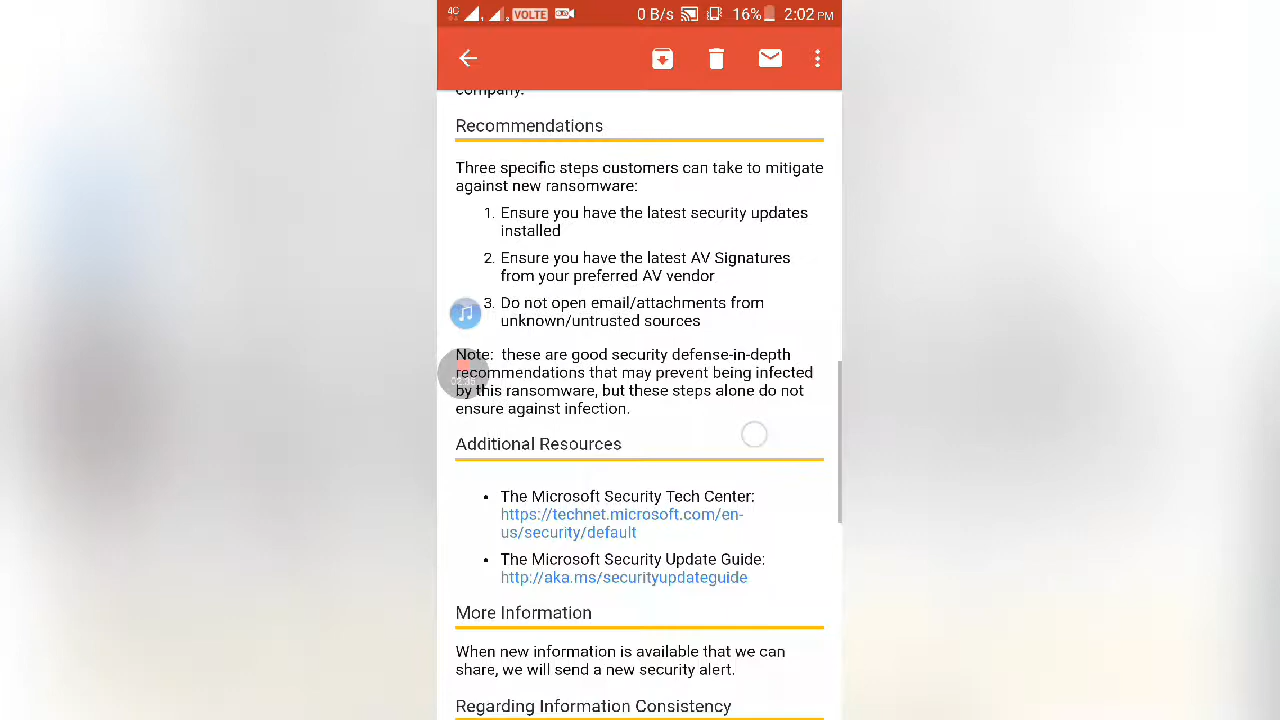 4G 1 2 VOLTE 0 B/s 16% 2:02 PM
company.
Recommendations
Three specific steps customers can take to mitigate
against new ransomware:
1. Ensure you have the latest security updates
installed
2. Ensure you have the latest AV Signatures
from your preferred AV vendor
3. Do not open email/attachments from
unknown/untrusted sources
Note: these are good security defense-in-depth
recommendations that may prevent being infected
by this ransomware, but these steps alone do not
ensure against infection.
02:35
Additional Resources
• The Microsoft Security Tech Center:
https://technet.microsoft.com/en-
us/security/default
• The Microsoft Security Update Guide:
http://aka.ms/securityupdateguide
More Information
When new information is available that we can
share, we will send a new security alert.
Regarding Information Consistency